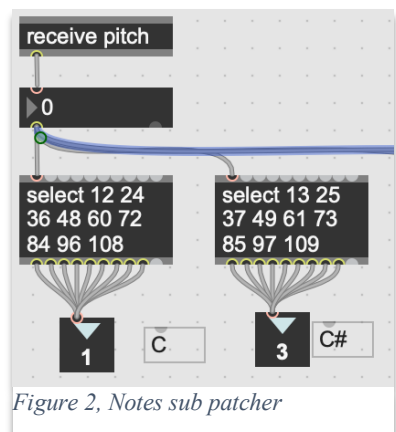 receive pitch
0
select 12 24
36 48 60 72
84 96 108
select 13 25
37 49 61 73
85 97 109
1
C
3
C#
Figure 2, Notes sub patcher